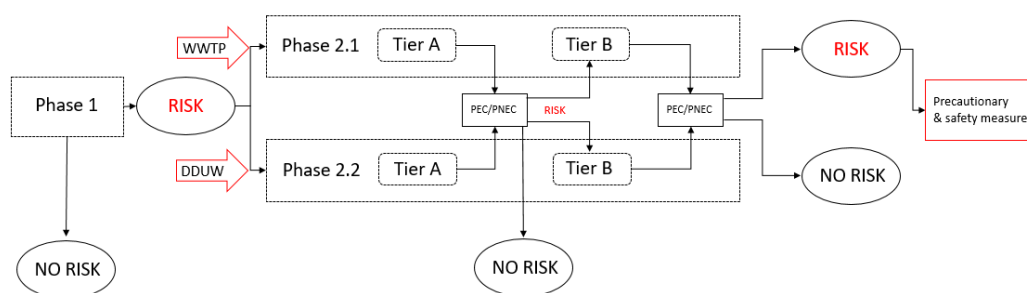 WWTP
Phase 2.1
Tier A
Tier B
RISK
Phase 1
RISK
PEC/PNEC
RISK
PEC/PNEC
Precautionary
& safety measure
DDUW
Phase 2.2
Tier A
Tier B
NO RISK
NO RISK
NO RISK